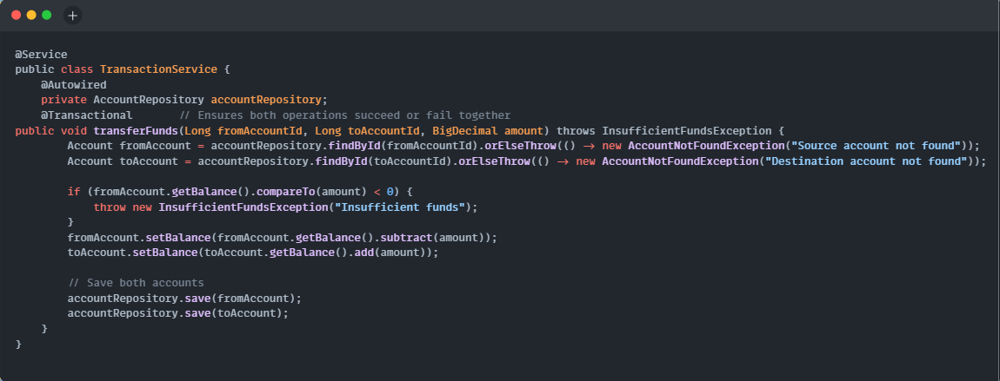 @Service
public class TransactionService {
    @Autowired
    private AccountRepository accountRepository;
    @Transactional       // Ensures both operations succeed or fail together
public void transferFunds(Long fromAccountId, Long toAccountId, BigDecimal amount) throws InsufficientFundsException {
        Account fromAccount = accountRepository.findById(fromAccountId).orElseThrow(() -> new AccountNotFoundException("Source account not found"));
        Account toAccount = accountRepository.findById(toAccountId).orElseThrow(() -> new AccountNotFoundException("Destination account not found"));

        if (fromAccount.getBalance().compareTo(amount) < 0) {
            throw new InsufficientFundsException("Insufficient funds");
        }
        fromAccount.setBalance(fromAccount.getBalance().subtract(amount));
        toAccount.setBalance(toAccount.getBalance().add(amount));

        // Save both accounts
        accountRepository.save(fromAccount);
        accountRepository.save(toAccount);
    }
}